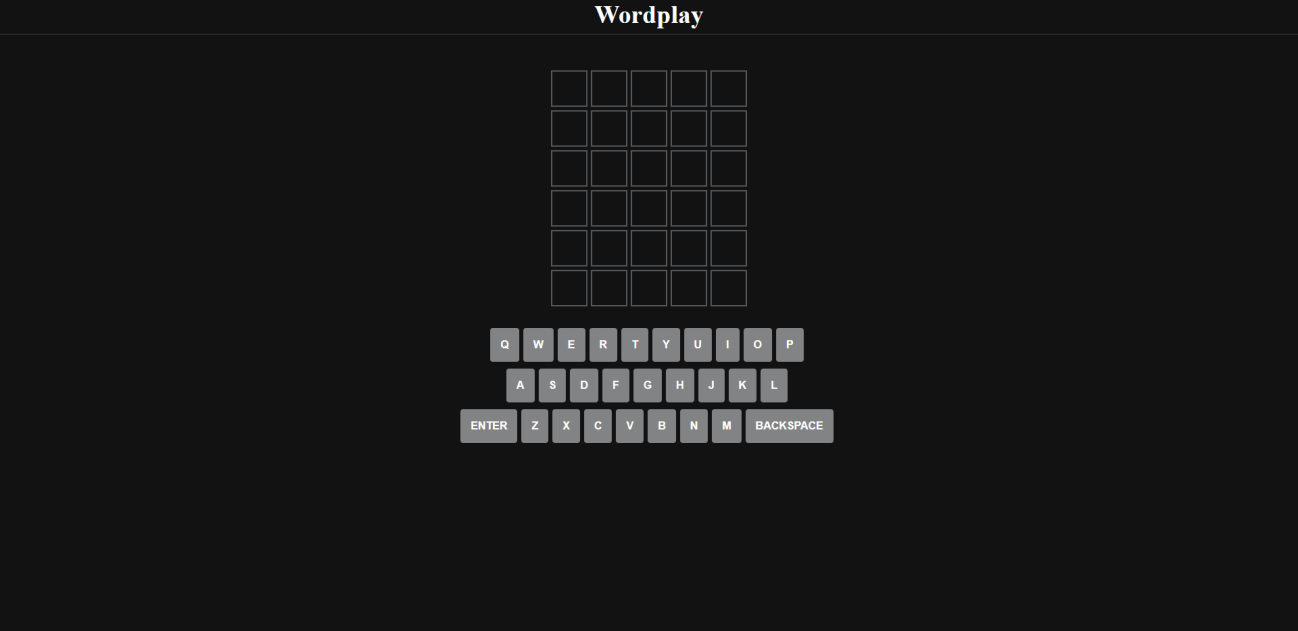 Wordplay
Q W E R T Y U I O P
A S D F G H J K L
ENTER Z X C V B N M BACKSPACE